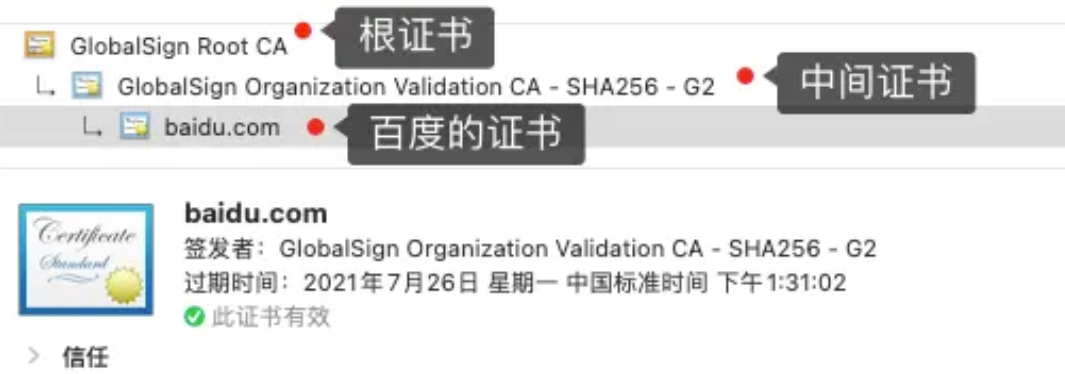 GlobalSign Root CA 根证书
GlobalSign Organization Validation CA - SHA256 - G2 中间证书
baidu.com 百度的证书
Certificate
Standard
baidu.com
签发者：GlobalSign Organization Validation CA - SHA256 - G2
过期时间：2021年7月26日 星期一 中国标准时间 下午1:31:02
此证书有效
信任